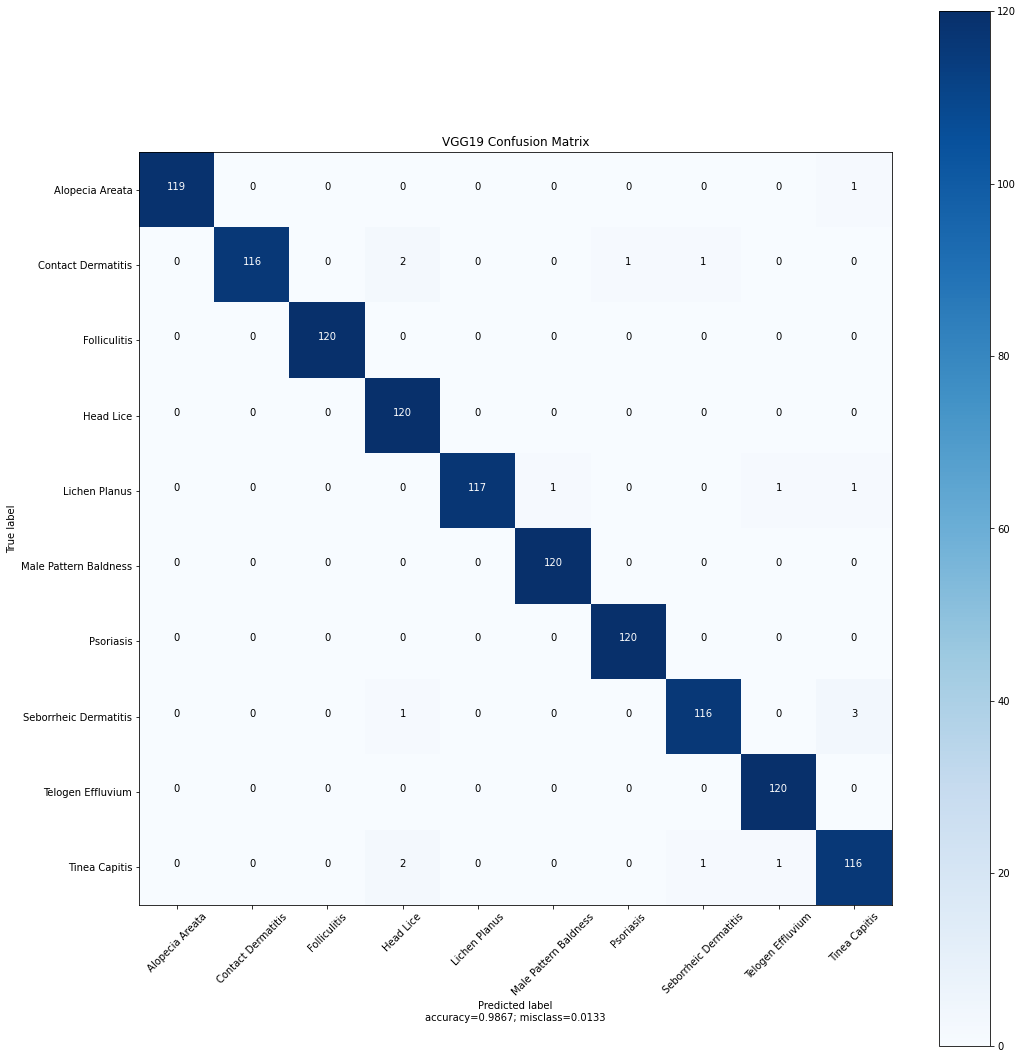 VGG19 Confusion Matrix
120
100
80
60
40
20
0
True label
Alopecia Areata 119 0 0 0 0 0 0 0 0 1
Contact Dermatitis 0 116 0 2 0 0 1 1 0 0
Folliculitis 0 0 120 0 0 0 0 0 0 0
Head Lice 0 0 0 120 0 0 0 0 0 0
Lichen Planus 0 0 0 0 117 1 0 0 1 1
Male Pattern Baldness 0 0 0 0 0 120 0 0 0 0
Psoriasis 0 0 0 0 0 0 120 0 0 0
Seborrheic Dermatitis 0 0 0 1 0 0 0 116 0 3
Telogen Effluvium 0 0 0 0 0 0 0 0 120 0
Tinea Capitis 0 0 0 2 0 0 0 1 1 116
Alopecia Areata
Contact Dermatitis
Folliculitis
Head Lice
Lichen Planus
Male Pattern Baldness
Psoriasis
Seborrheic Dermatitis
Telogen Effluvium
Tinea Capitis
Predicted label
accuracy=0.9867; misclass=0.0133